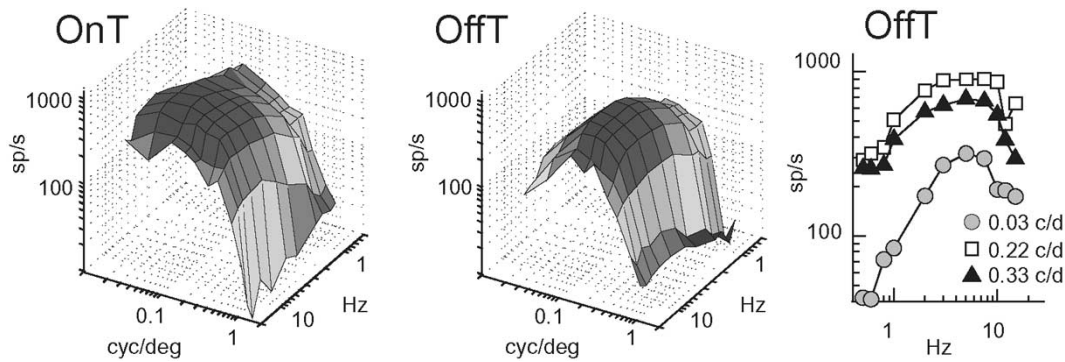 OnT
1000
100
sp/s
0.1
1
cyc/deg
10
1
Hz
OffT
1000
100
sp/s
0.1
1
cyc/deg
10
1
Hz
OffT
1000
100
sp/s
0.03 c/d
0.22 c/d
0.33 c/d
1
10
Hz